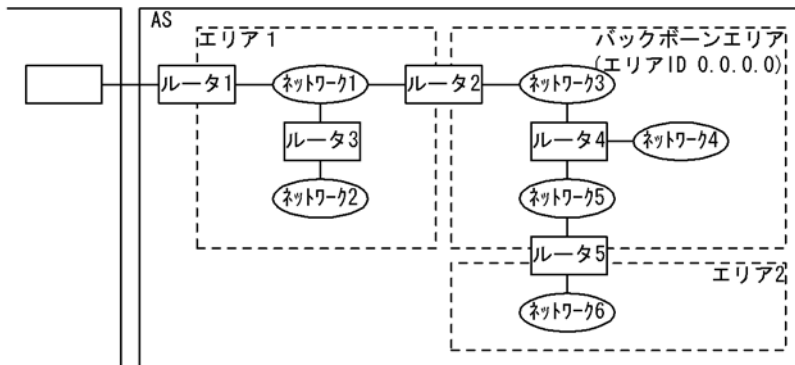 AS
エリア1
バックボーンエリア
(エリアID 0.0.0.0)
ルータ1
ネットワーク1
ルータ2
ネットワーク3
ルータ3
ルータ4
ネットワーク4
ネットワーク2
ネットワーク5
ルータ5
エリア2
ネットワーク6